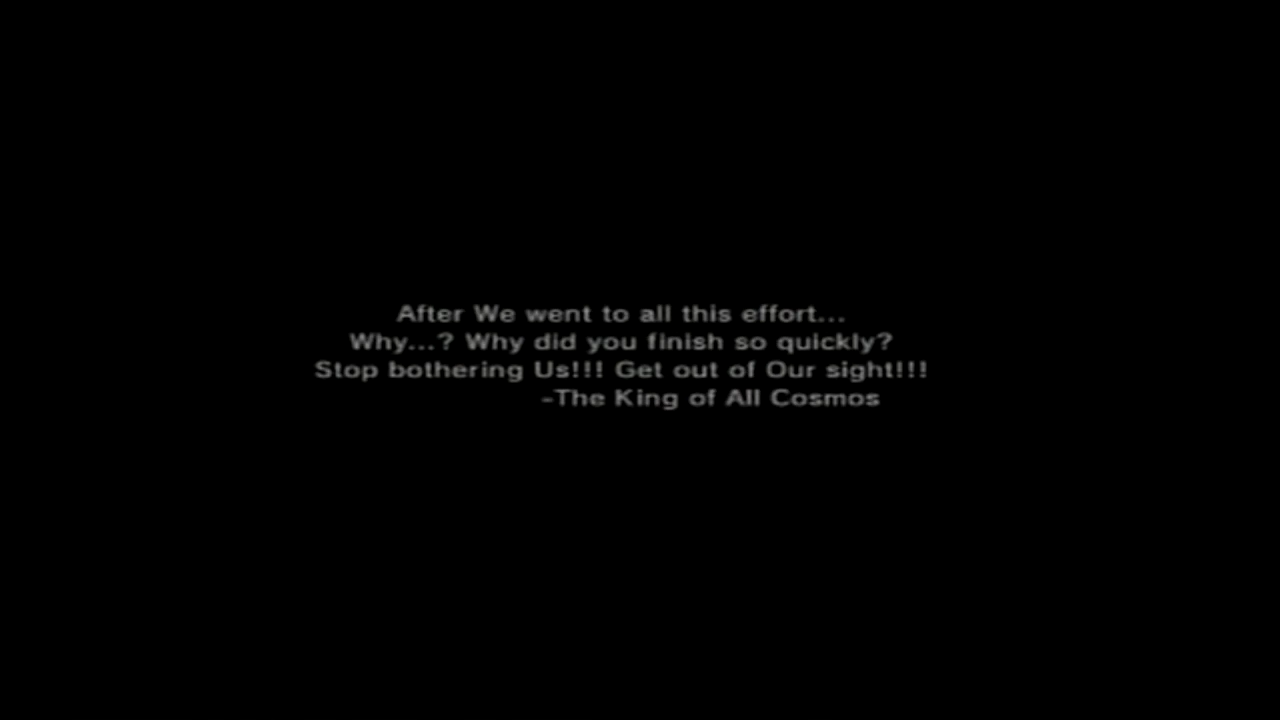 After We went to all this effort...
Why...? Why did you finish so quickly?
Stop bothering Us!!! Get out of Our sight!!!
-The King of All Cosmos